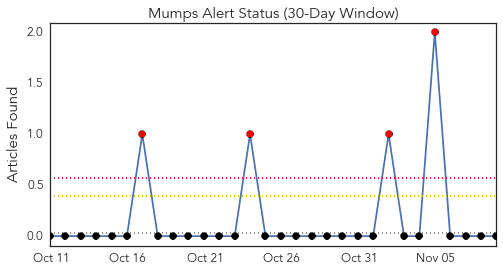 Mumps Alert Status (30-Day Window)
Articles Found
2.0
1.5
1.0
0.5
0.0
Oct 11 Oct 16 Oct 21 Oct 26 Oct 31 Nov 05